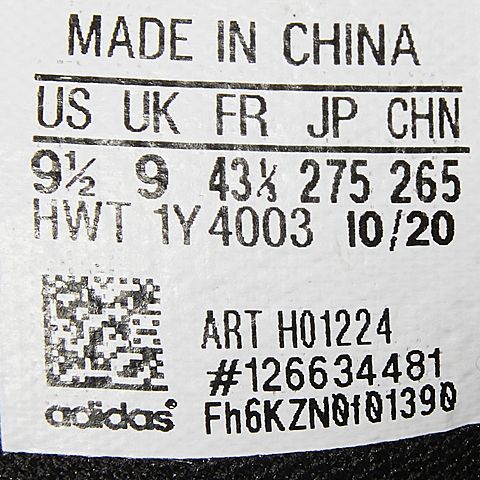 MADE IN CHINA
US UK FR JP CHN
9½ 9 43⅓ 275 265
HWT 1Y4003 10/20
ART H01224
#126634481
adidas® Fh6KZN0f01390